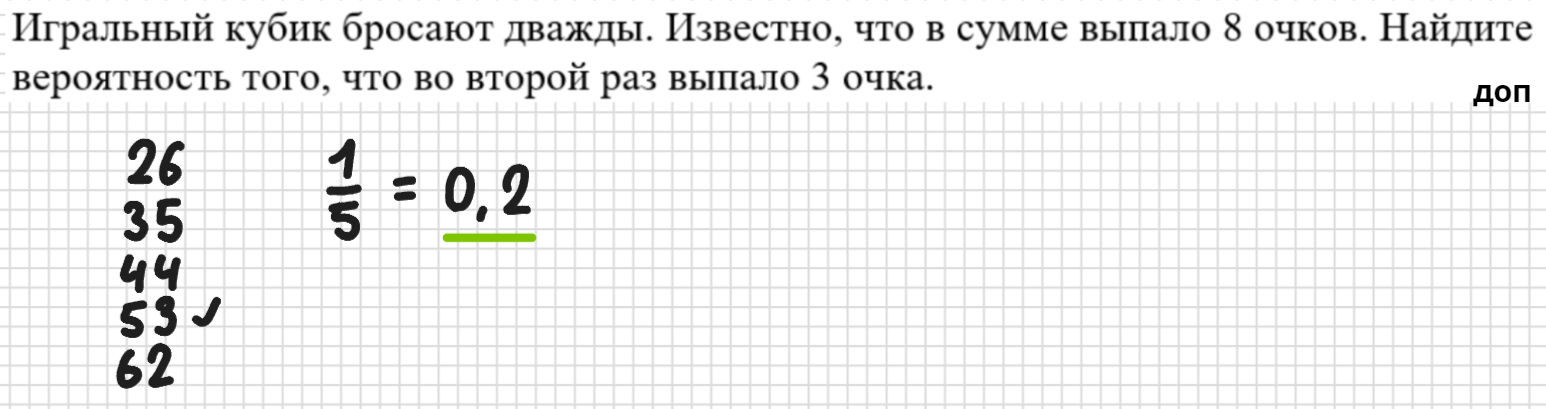 Игральный кубик бросают дважды. Известно, что в сумме выпало 8 очков. Найдите
вероятность того, что во второй раз выпало 3 очка.
доп
26
35
44
53 ✓
62
1/5 = 0,2